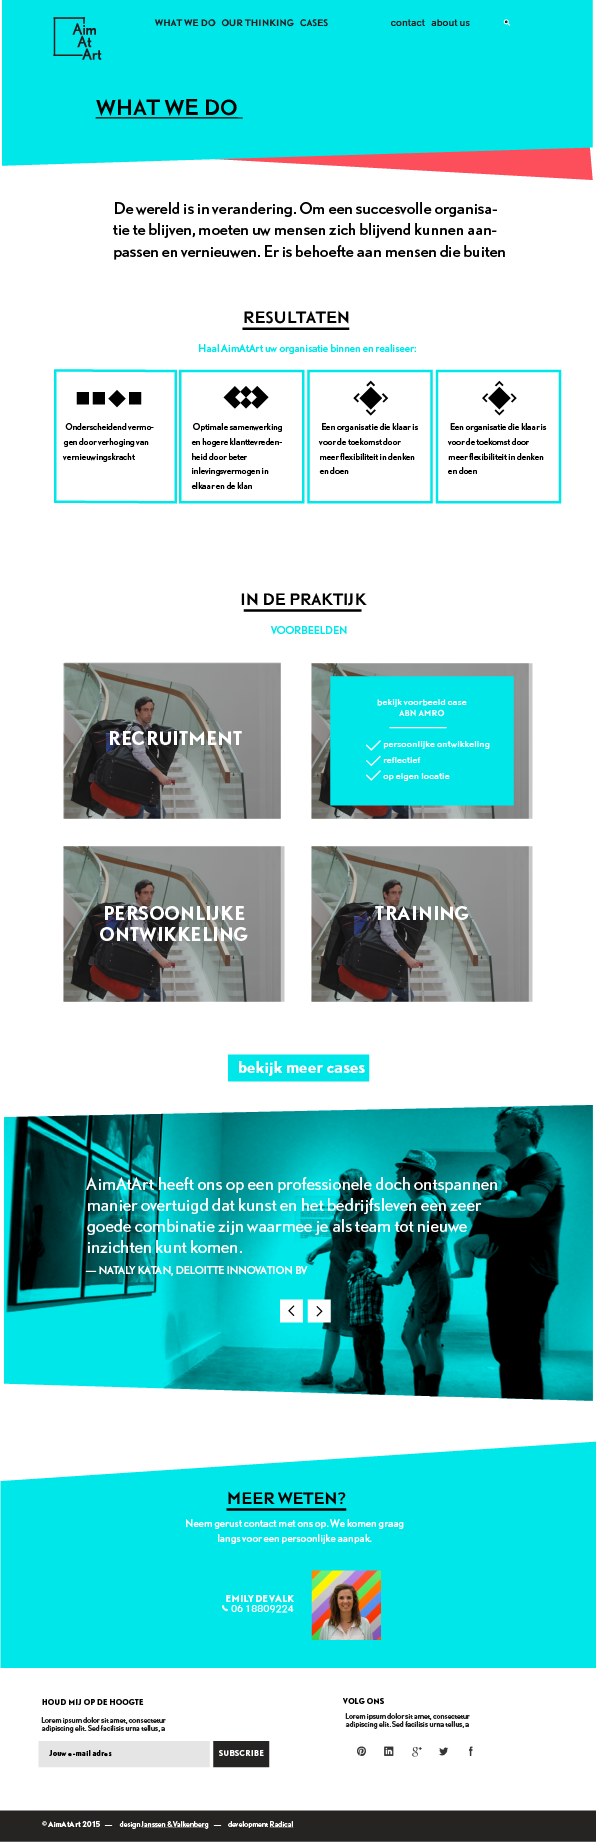 Aim
At
Art
WHAT WE DO OUR THINKING CASES
contact about us
WHAT WE DO
De wereld is in verandering. Om een succesvolle organisa-
tie te blijven, moeten uw mensen zich blijvend kunnen aan-
passen en vernieuwen. Er is behoefte aan mensen die buiten
RESULTATEN
Haal AimAtArt uw organisatie binnen en realiseer:
Onderscheidend vermo-
gen door verhoging van
vernieuwingskracht
Optimale samenwerking
en hogere klanttevreden-
heid door beter
inlevingsvermogen in
elkaar en de klan
Een organisatie die klaar is
voor de toekomst door
meer flexibiliteit in denken
en doen
Een organisatie die klaar is
voor de toekomst door
meer flexibiliteit in denken
en doen
IN DE PRAKTIJK
VOORBEELDEN
RECRUITMENT
bekijk voorbeeld case
ABN AMRO
persoonlijke ontwikkeling
reflectief
op eigen locatie
PERSOONLIJKE
ONTWIKKELING
TRAINING
bekijk meer cases
AimAtArt heeft ons op een professionele doch ontspannen
manier overtuigd dat kunst en het bedrijfsleven een zeer
goede combinatie zijn waarmee je als team tot nieuwe
inzichten kunt komen.
— NATALY KATAN, DELOITTE INNOVATION BV
MEER WETEN?
Neem gerust contact met ons op. We komen graag
langs voor een persoonlijke aanpak.
EMILY DE VALK
06 18809224
HOUD MIJ OP DE HOOGTE
Lorem ipsum dolor sit amet, consectetur
adipiscing elit. Sed facilisis urna tellus, a
Jouw e-mail adres
SUBSCRIBE
VOLG ONS
Lorem ipsum dolor sit amet, consectetur
adipiscing elit. Sed facilisis urna tellus, a
© AimAtArt 2015 — design Janssen & Valkenberg — development Radical